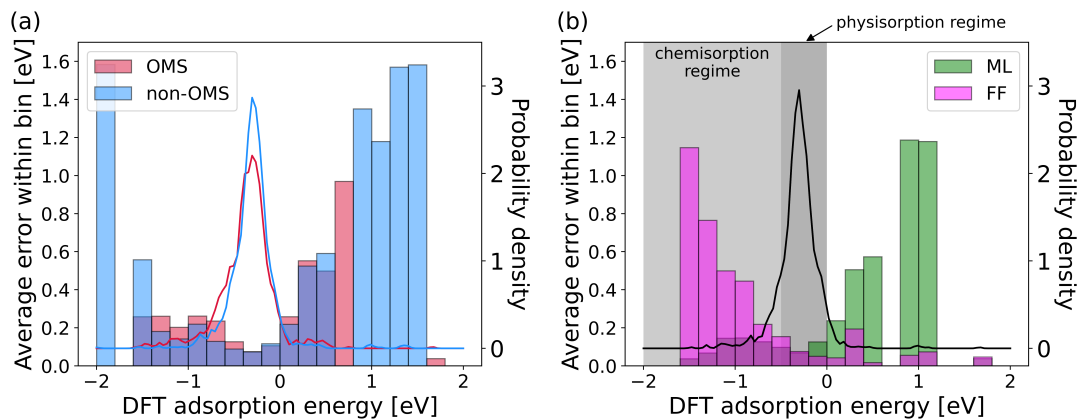 (a)
OMS
non-OMS
Average error within bin [eV]
1.6
1.4
1.2
1.0
0.8
0.6
0.4
0.2
0.0
−2
−1
0
1
2
DFT adsorption energy [eV]
3
2
1
0
Probability density
(b)
physisorption regime
chemisorption
regime
ML
FF
Average error within bin [eV]
1.6
1.4
1.2
1.0
0.8
0.6
0.4
0.2
0.0
−2
−1
0
1
2
DFT adsorption energy [eV]
3
2
1
0
Probability density